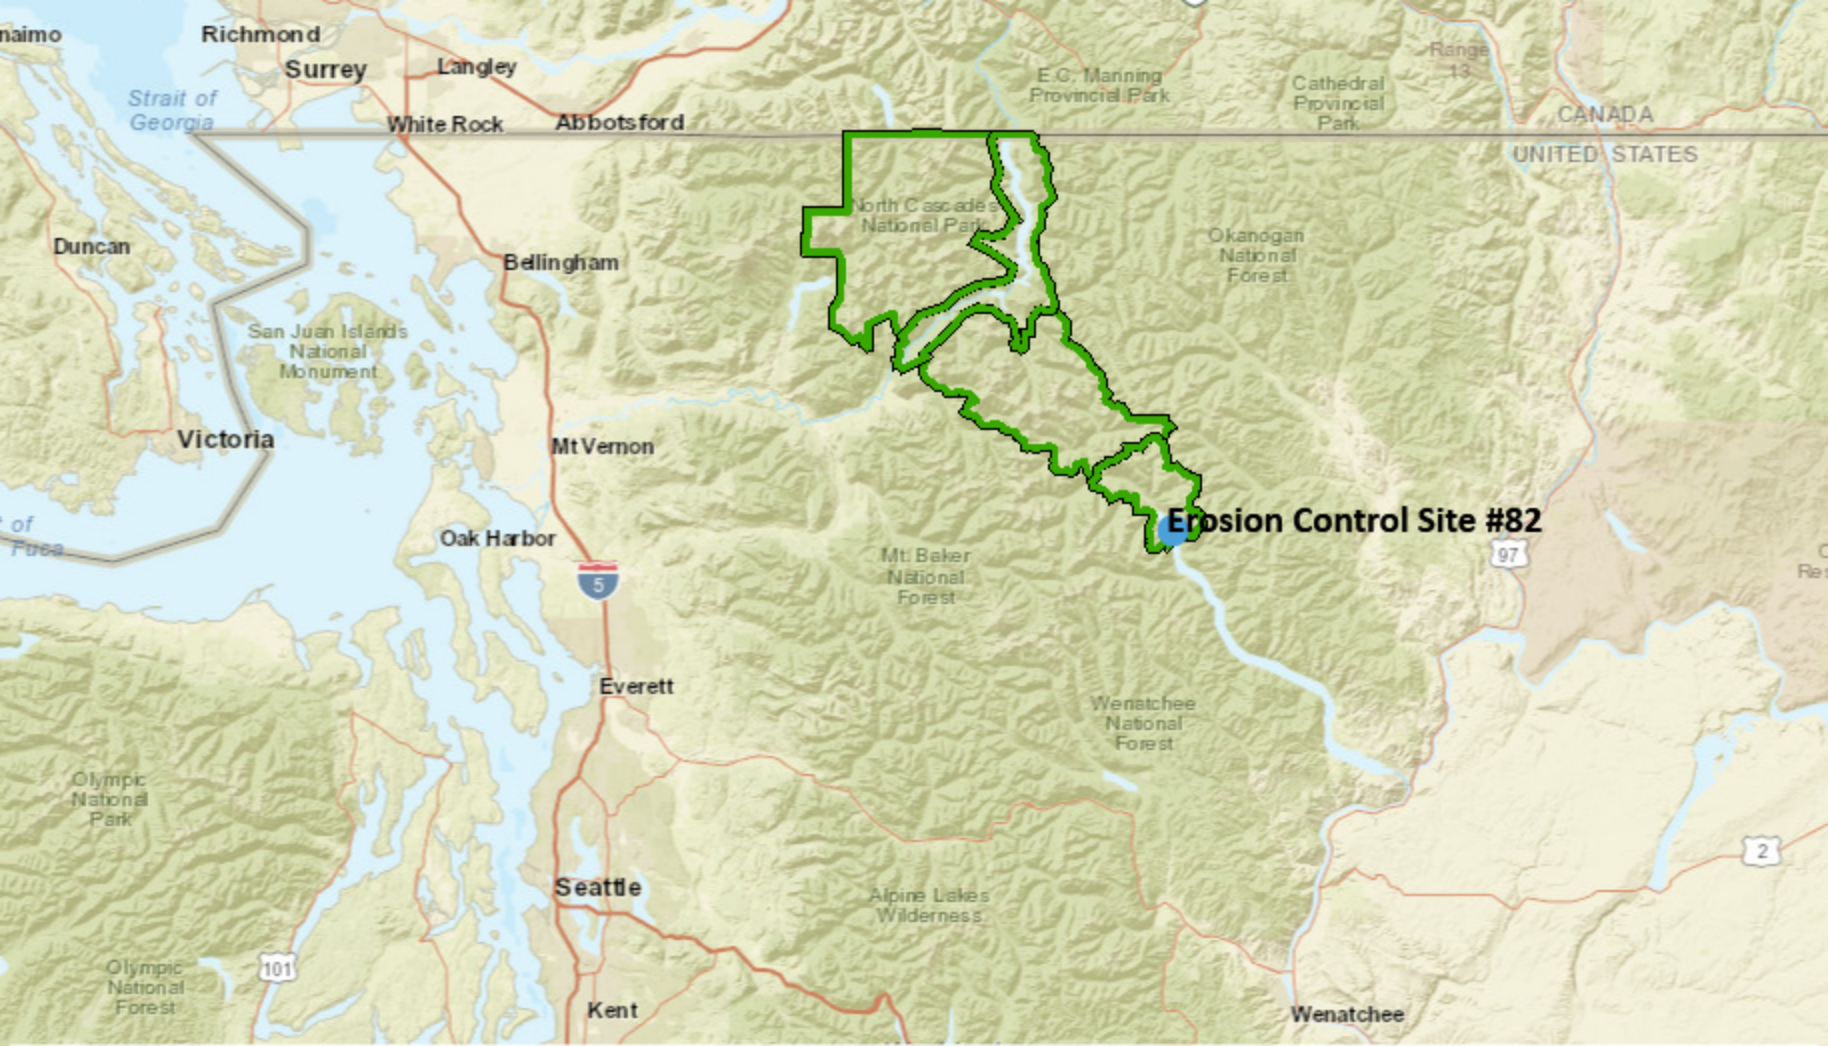 naimo
Richmond
Surrey
Langley
Strait of
Georgia
White Rock
Abbotsford
E.C. Manning
Provincial Park
Cathedral
Provincial
Park
Range
13
CANADA
UNITED STATES
North Cascades
National Park
Okanogan
National
Forest
Duncan
Bellingham
San Juan Islands
National
Monument
Victoria
Mt Vernon
Erosion Control Site #82
t of
Fuca
Oak Harbor
Mt. Baker
National
Forest
97
Res
5
Everett
Wenatchee
National
Forest
Olympic
National
Park
2
Seattle
Alpine Lakes
Wilderness
101
Olympic
National
Forest
Kent
Wenatchee